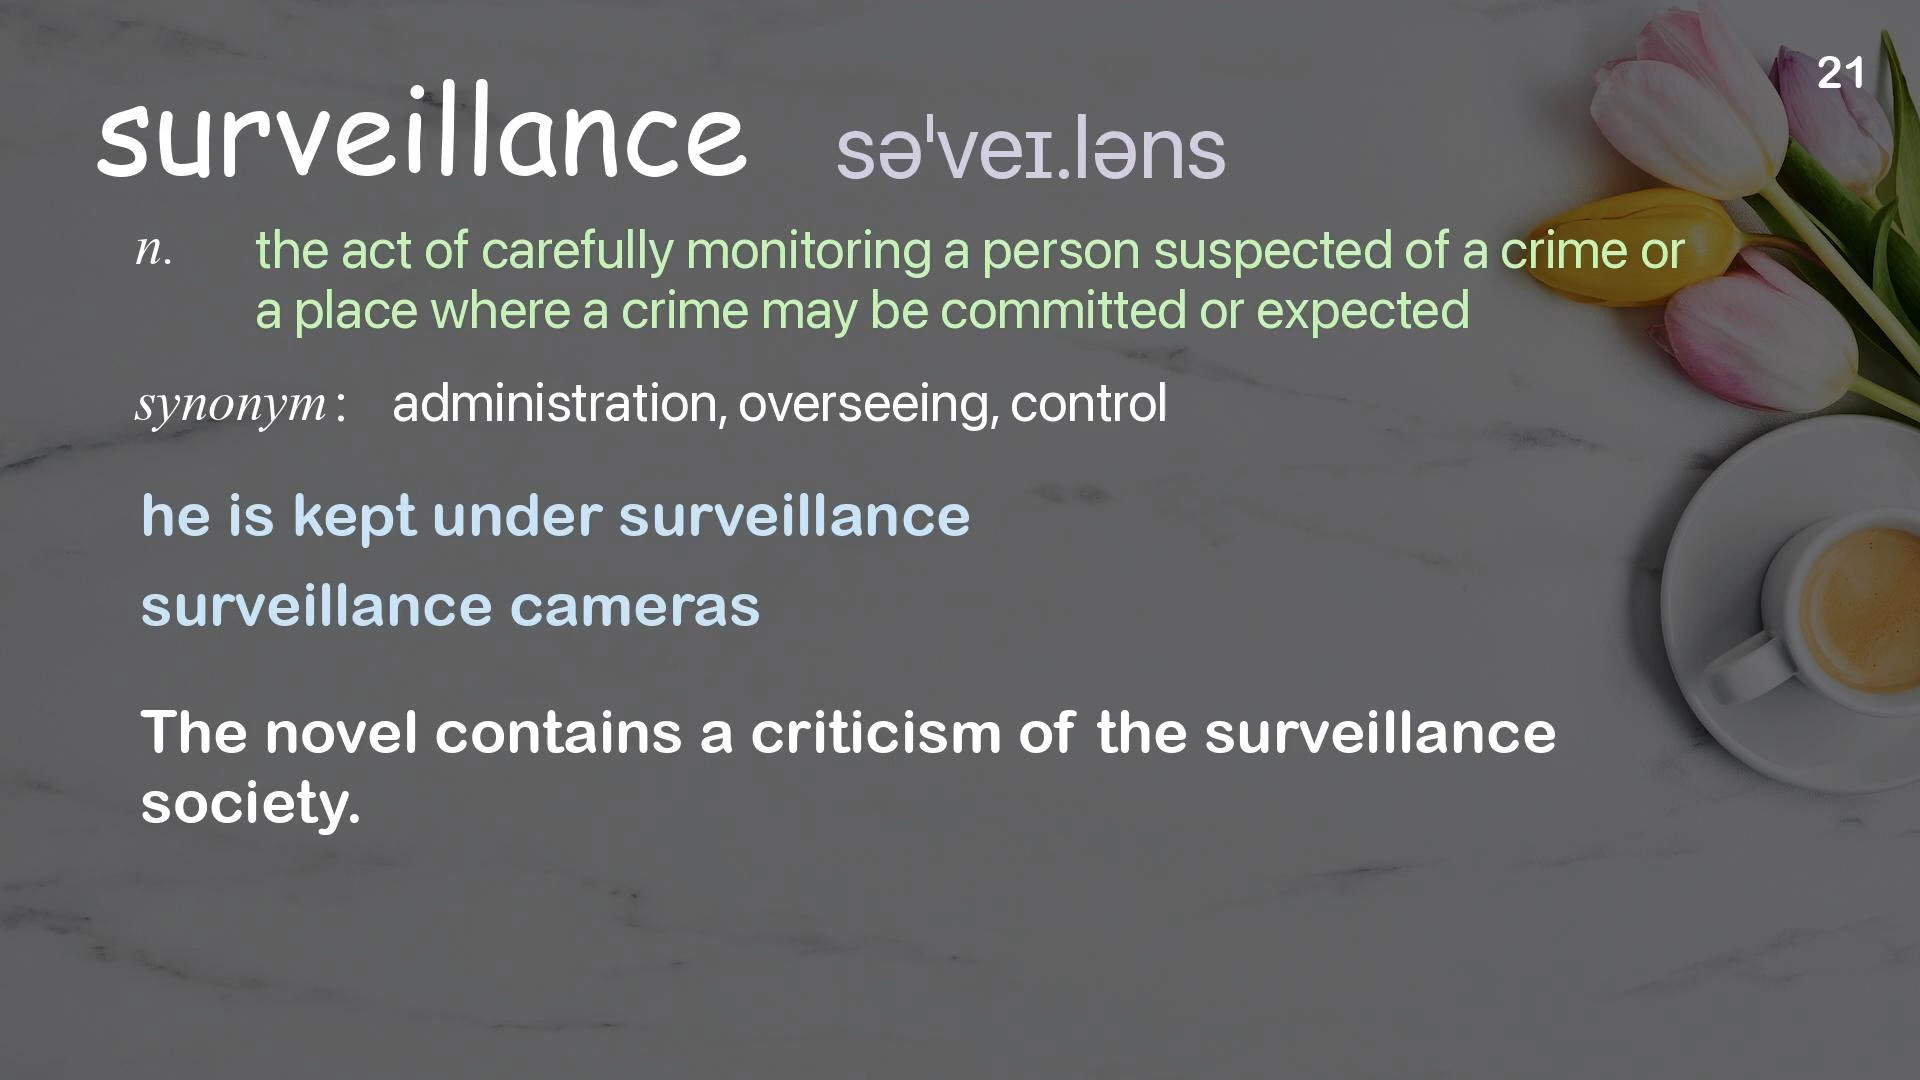 21
surveillance səˈveɪ.ləns
n. the act of carefully monitoring a person suspected of a crime or
a place where a crime may be committed or expected
synonym: administration, overseeing, control
he is kept under surveillance
surveillance cameras
The novel contains a criticism of the surveillance
society.